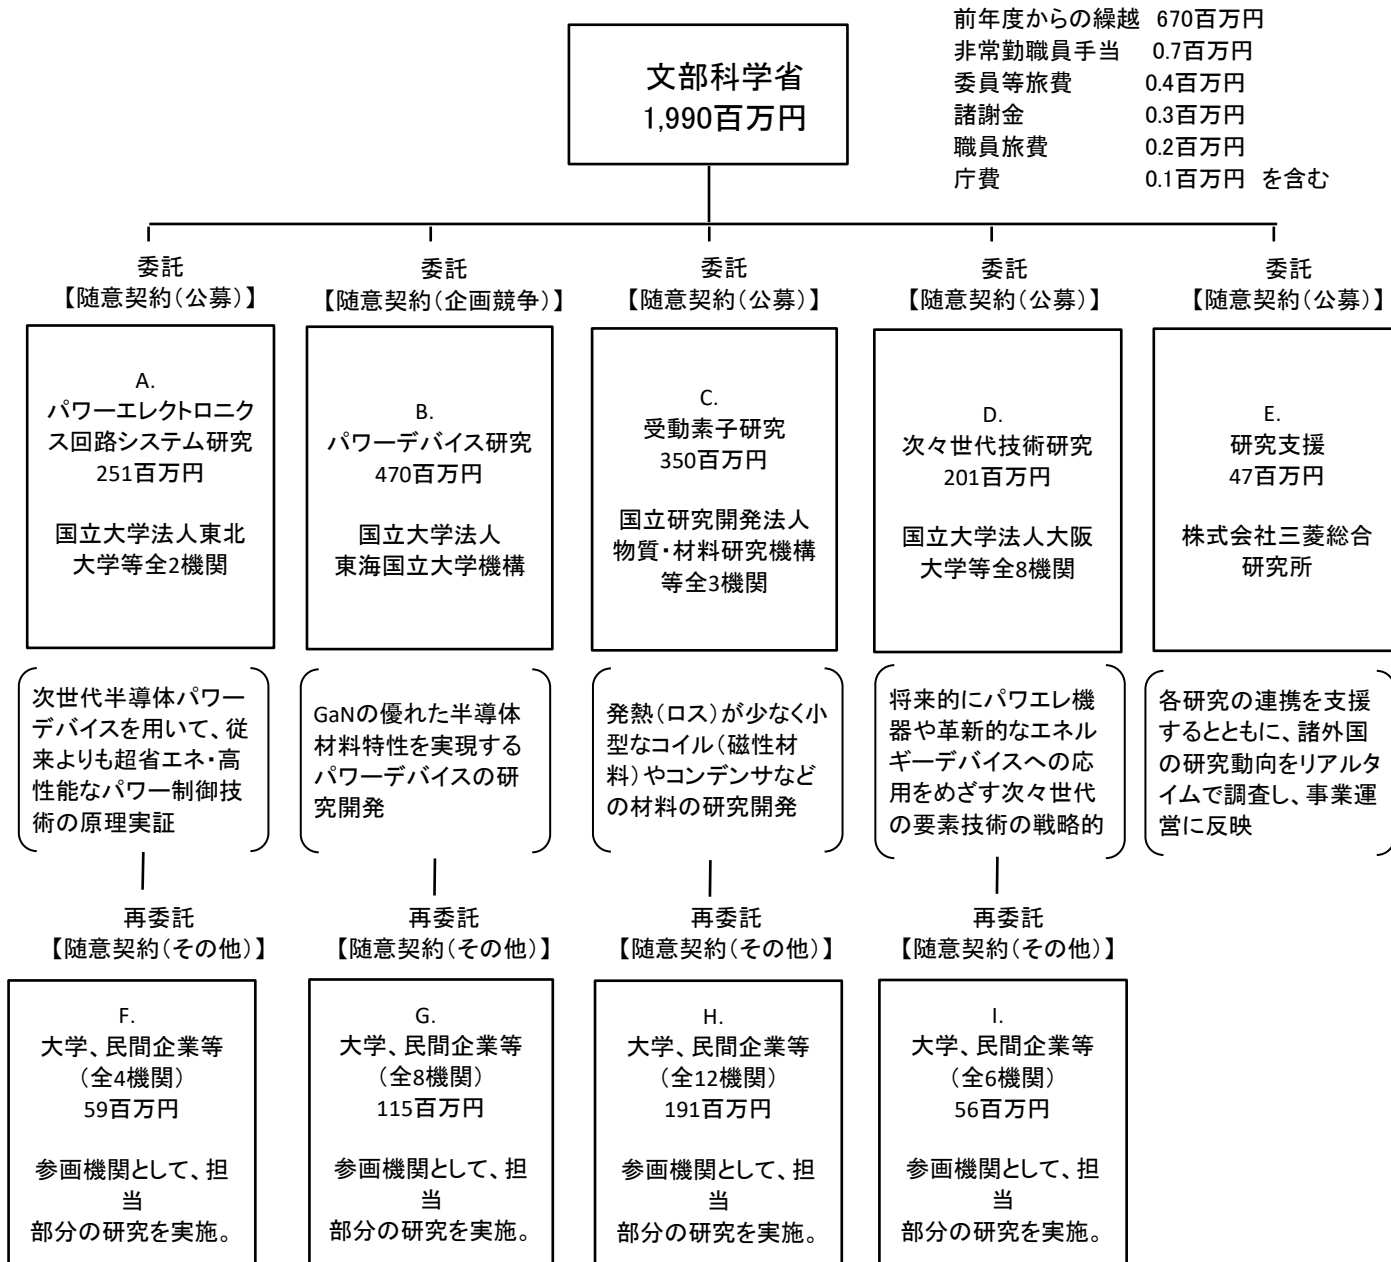 文部科学省
1,990百万円
前年度からの繰越 670百万円
非常勤職員手当 0.7百万円
委員等旅費 0.4百万円
諸謝金 0.3百万円
職員旅費 0.2百万円
庁費 0.1百万円 を含む
委託
【随意契約(公募)】
委託
【随意契約(企画競争)】
委託
【随意契約(公募)】
委託
【随意契約(公募)】
委託
【随意契約(公募)】
A.
パワーエレクトロニク
ス回路システム研究
251百万円
国立大学法人東北
大学等全2機関
B.
パワーデバイス研究
470百万円
国立大学法人
東海国立大学機構
C.
受動素子研究
350百万円
国立研究開発法人
物質・材料研究機構
等全3機関
D.
次々世代技術研究
201百万円
国立大学法人大阪
大学等全8機関
E.
研究支援
47百万円
株式会社三菱総合
研究所
次世代半導体パワー
デバイスを用いて、従
来よりも超省エネ・高
性能なパワー制御技
術の原理実証
GaNの優れた半導体
材料特性を実現する
パワーデバイスの研
究開発
発熱(ロス)が少なく小
型なコイル(磁性材
料)やコンデンサなど
の材料の研究開発
将来的にパワエレ機
器や革新的なエネル
ギーデバイスへの応
用をめざす次々世代
の要素技術の戦略的
各研究の連携を支援
するとともに、諸外国
の研究動向をリアルタ
イムで調査し、事業運
営に反映
再委託
【随意契約(その他)】
再委託
【随意契約(その他)】
再委託
【随意契約(その他)】
再委託
【随意契約(その他)】
F.
大学、民間企業等
(全4機関)
59百万円
参画機関として、担
当
部分の研究を実施。
G.
大学、民間企業等
(全8機関)
115百万円
参画機関として、担
当
部分の研究を実施。
H.
大学、民間企業等
(全12機関)
191百万円
参画機関として、担
当
部分の研究を実施。
I.
大学、民間企業等
(全6機関)
56百万円
参画機関として、担
当
部分の研究を実施。